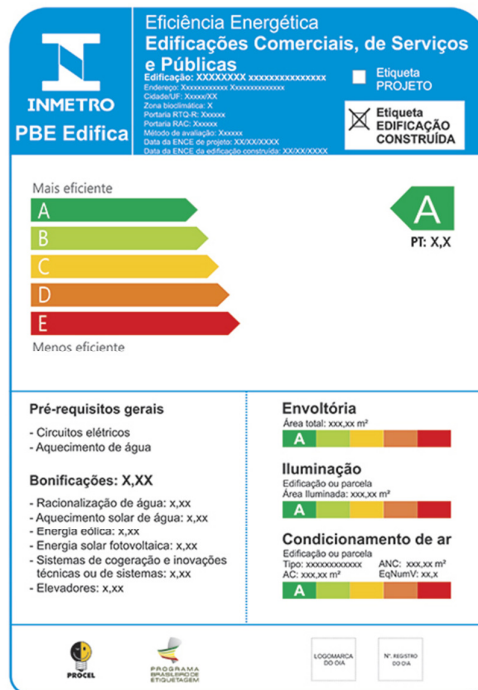 INMETRO
PBE Edifica
Eficiência Energética
Edificações Comerciais, de Serviços
e Públicas
Edificação: XXXXXXXX xxxxxxxxxxxxxxx
Endereço: Xxxxxxxxxxxx Xxxxxxxxxxxxx
Cidade/UF: Xxxxx/XX
Zona bioclimática: X
Portaria RTQ-R: Xxxxxx
Portaria RAC: Xxxxxx
Método de avaliação: Xxxxxx
Data da ENCE de projeto: XX/XX/XXXX
Data da ENCE da edificação construída: XX/XX/XXXX
Etiqueta
PROJETO
Etiqueta
EDIFICAÇÃO
CONSTRUÍDA
Mais eficiente
A
B
C
D
E
Menos eficiente
A
PT: X,X
Pré-requisitos gerais
- Circuitos elétricos
- Aquecimento de água
Bonificações: X,XX
- Racionalização de água: x,xx
- Aquecimento solar de água: x,xx
- Energia eólica: x,xx
- Energia solar fotovoltaica: x,xx
- Sistemas de cogeração e inovações
técnicas ou de sistemas: x,xx
- Elevadores: x,xx
Envoltória
Área total: xxx,xx m²
A
Iluminação
Edificação ou parcela
Área Iluminada: xxx,xx m²
A
Condicionamento de ar
Edificação ou parcela
Tipo: xxxxxxxxxxxx ANC: xxx,xx m²
AC: xxx,xx m² EqNumV: xx,x
A
PROCEL
PROGRAMA
BRASILEIRO DE
ETIQUETAGEM
LOGOMARCA
DO OIA
Nº. REGISTRO
DO OIA